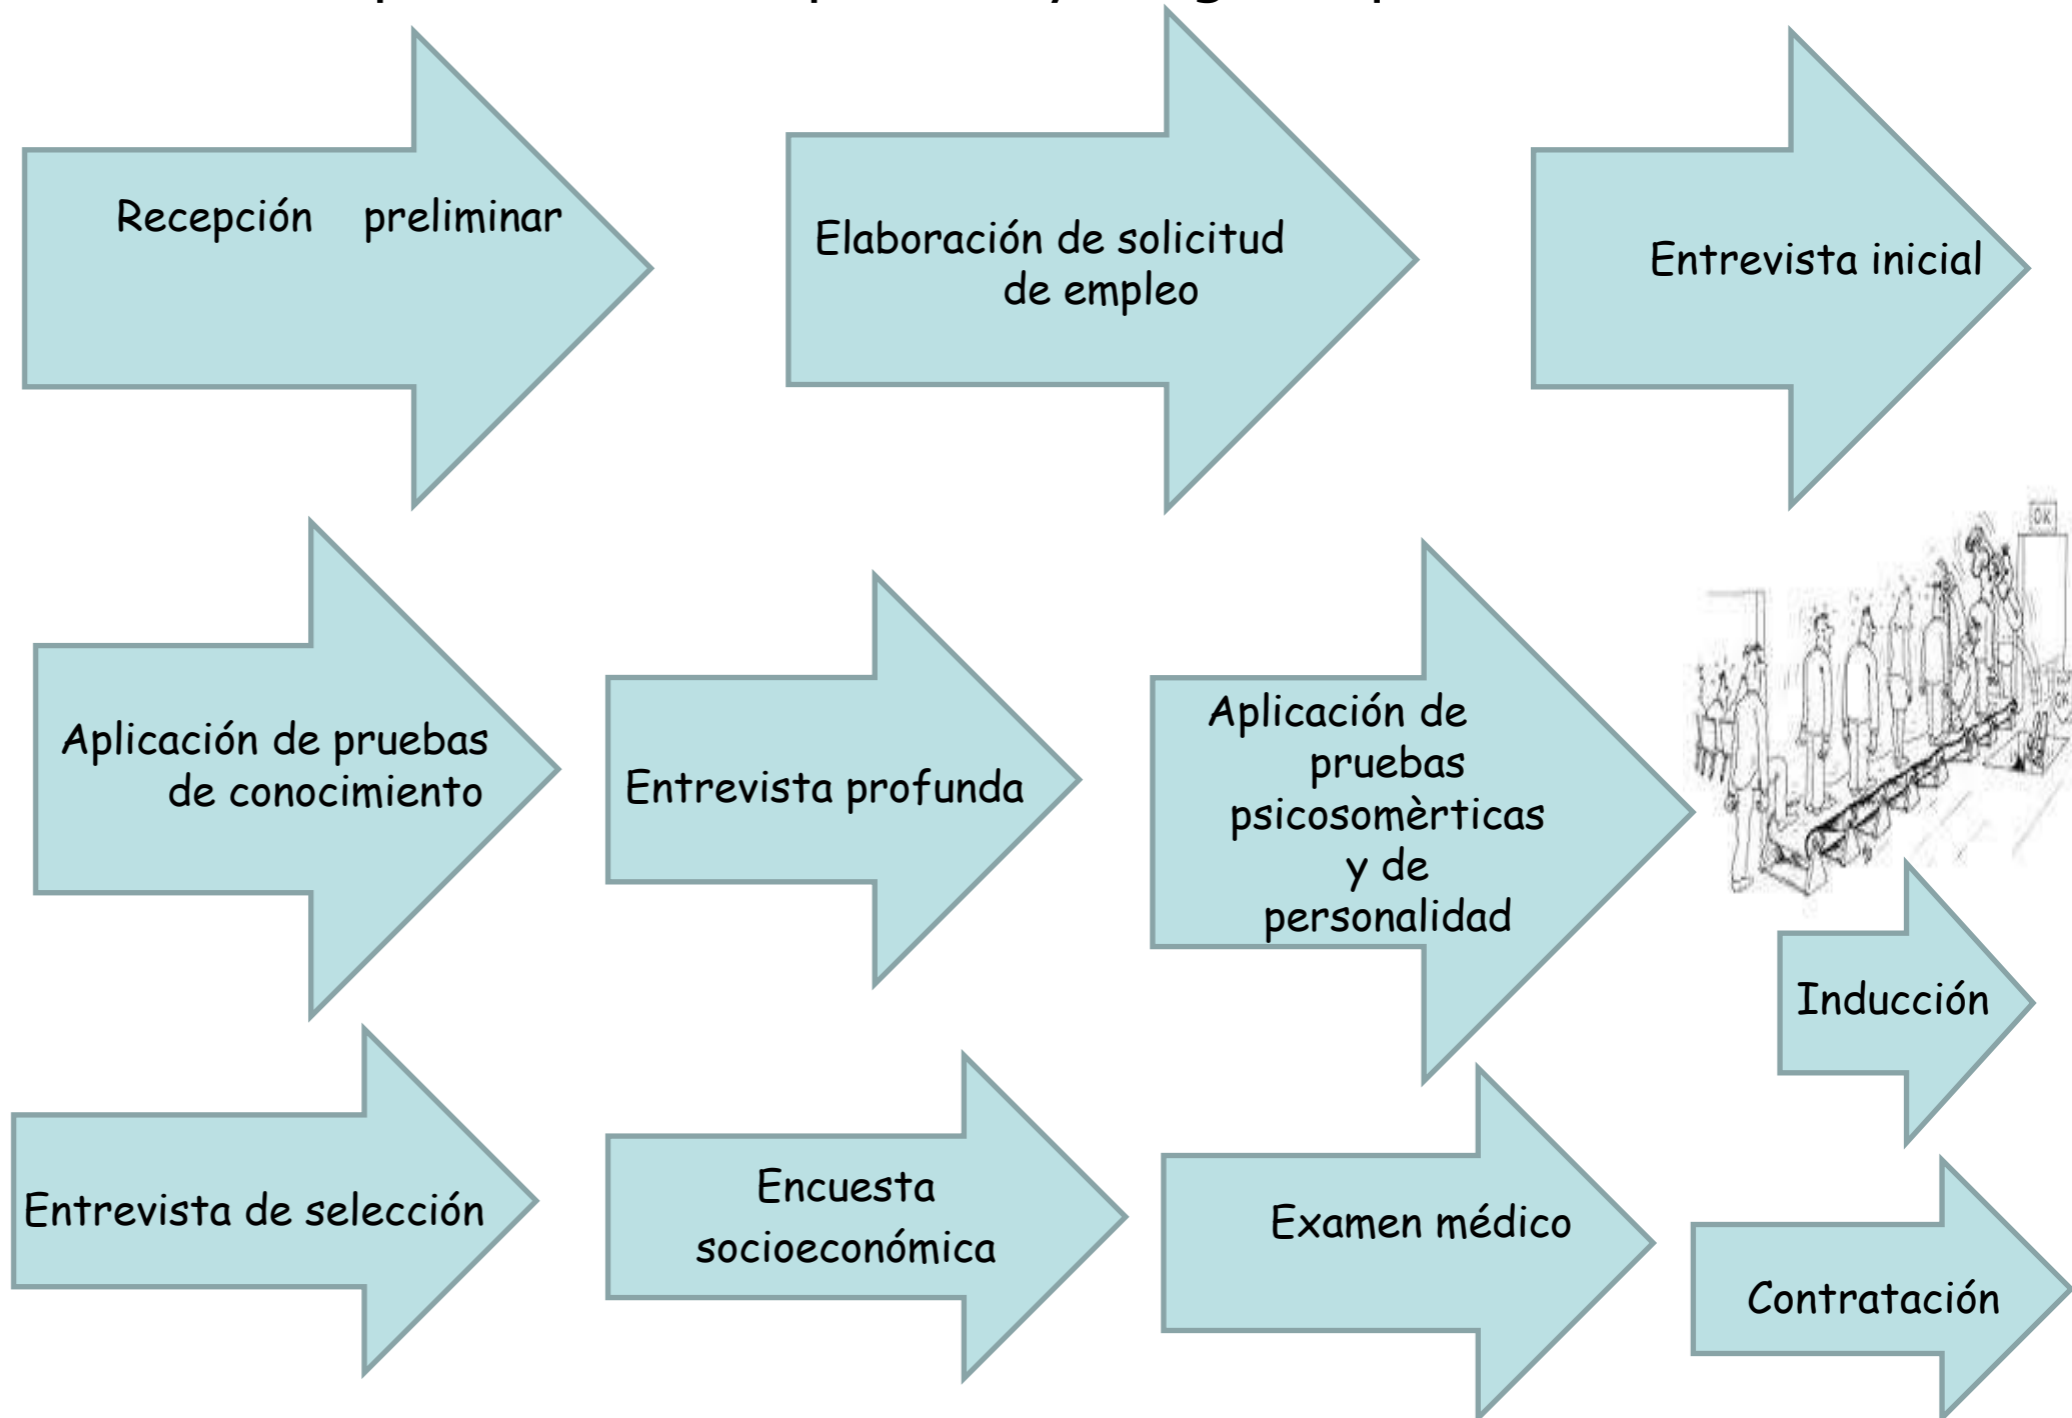 Recepción preliminar
Elaboración de solicitud
de empleo
Entrevista inicial
OK
Aplicación de pruebas
de conocimiento
Entrevista profunda
Aplicación de
pruebas
psicosomèrticas
y de
personalidad
Inducción
Entrevista de selección
Encuesta
socioeconómica
Examen médico
Contratación